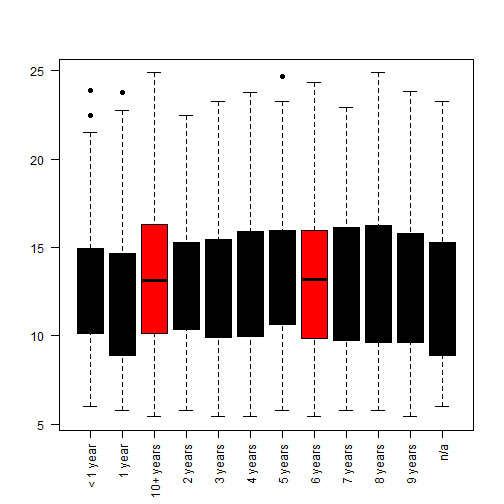 25
20
15
10
5
< 1 year
1 year
10+ years
2 years
3 years
4 years
5 years
6 years
7 years
8 years
9 years
n/a